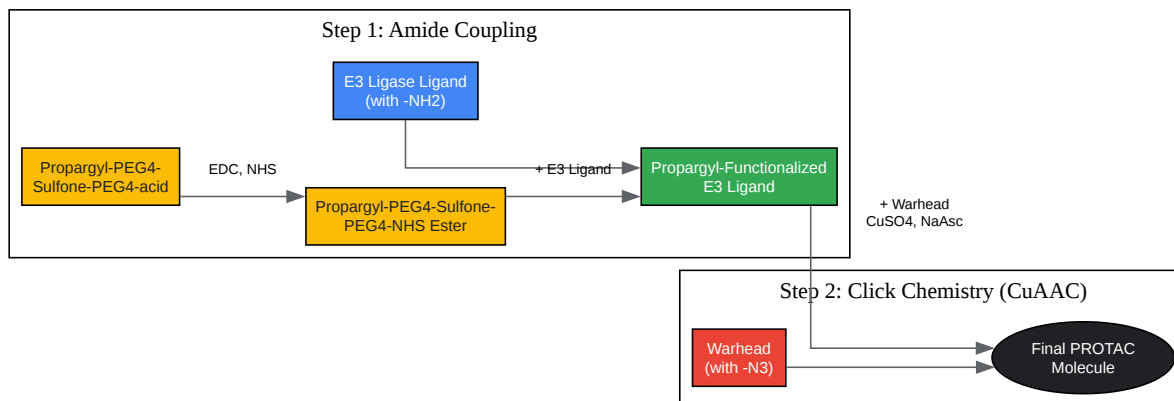 Step 1: Amide Coupling
E3 Ligase Ligand
(with -NH2)
Propargyl-PEG4-
Sulfone-PEG4-acid
EDC, NHS
Propargyl-PEG4-Sulfone-
PEG4-NHS Ester
+ E3 Ligand
Propargyl-Functionalized
E3 Ligand
+ Warhead
CuSO4, NaAsc
Step 2: Click Chemistry (CuAAC)
Warhead
(with -N3)
Final PROTAC
Molecule